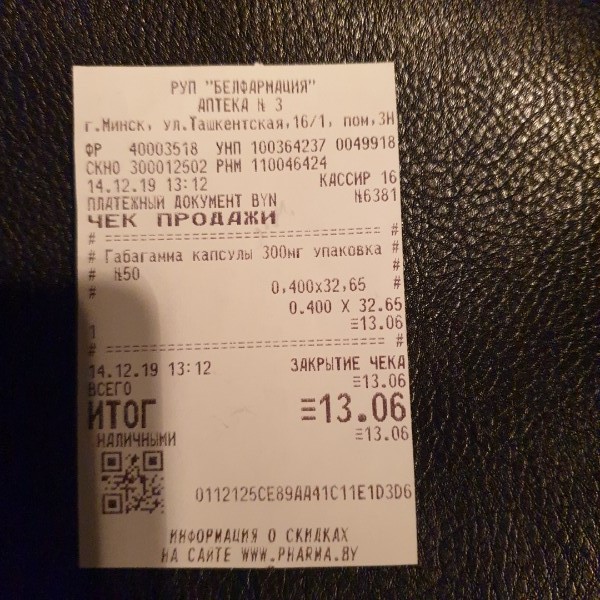 РУП "БЕЛФАРМАЦИЯ"
АПТЕКА N 3
г.Минск, ул.Ташкентская,16/1, пом,3Н
ФР 40003518 УНП 100364237 0049918
СКНО 300012502 РНМ 110046424
14.12.19 13:12 КАССИР 16
ПЛАТЕЖНЫЙ ДОКУМЕНТ BYN №6381
ЧЕК ПРОДАЖИ
# ============================== #
# Габагамма капсулы 300мг упаковка #
# №50 #
# 0,400x32,65 #
0.400 X 32.65
1 =13.06
# ============================== #
14.12.19 13:12 ЗАКРЫТИЕ ЧЕКА
ВСЕГО =13.06
ИТОГ =13.06
НАЛИЧНЫМИ =13.06
0112125CE89AA41C11E1D3D6
ИНФОРМАЦИЯ О СКИДКАХ
НА САЙТЕ WWW.PHARMA.BY